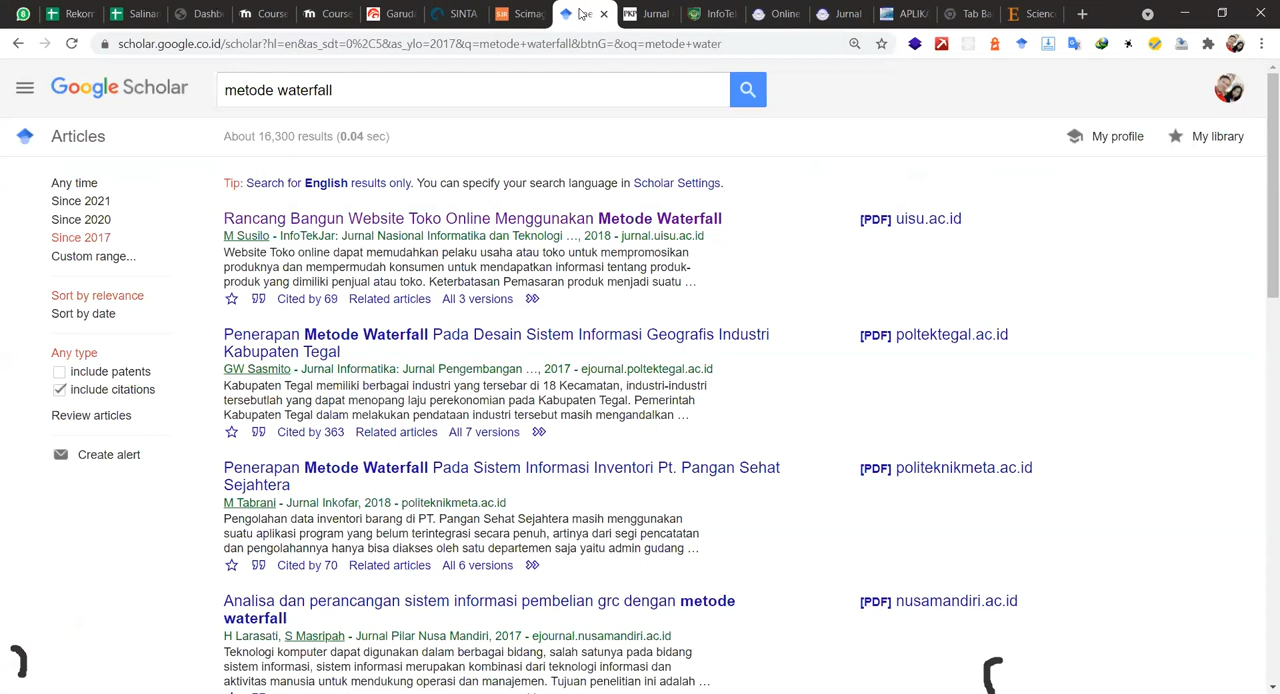 Rekom
Salinar
Dashb
Course
Course
Garuda
SINTA
Scimag
Jurnal
InfoTe
Online
Jurnal
APLIKA
Tab Ba
Scienc
scholar.google.co.id/scholar?hl=en&as_sdt=0%2C5&as_ylo=2017&q=metode+waterfall&btnG=&oq=metode+water
Google Scholar
metode waterfall
Articles
About 16,300 results (0.04 sec)
My profile
My library
Any time
Since 2021
Since 2020
Since 2017
Custom range...
Sort by relevance
Sort by date
Any type
include patents
include citations
Review articles
Create alert
Tip: Search for English results only. You can specify your search language in Scholar Settings.
Rancang Bangun Website Toko Online Menggunakan Metode Waterfall
[PDF] uisu.ac.id
M Susilo - InfoTekJar: Jurnal Nasional Informatika dan Teknologi …, 2018 - jurnal.uisu.ac.id
Website Toko online dapat memudahkan pelaku usaha atau toko untuk mempromosikan
produknya dan mempermudah konsumen untuk mendapatkan informasi tentang produk-
produk yang dimiliki penjual atau toko. Keterbatasan Pemasaran produk menjadi suatu …
Cited by 69 Related articles All 3 versions
Penerapan Metode Waterfall Pada Desain Sistem Informasi Geografis Industri
Kabupaten Tegal
[PDF] poltektegal.ac.id
GW Sasmito - Jurnal Informatika: Jurnal Pengembangan …, 2017 - ejournal.poltektegal.ac.id
Kabupaten Tegal memiliki berbagai industri yang tersebar di 18 Kecamatan, industri-industri
tersebutlah yang dapat menopang laju perekonomian pada Kabupaten Tegal. Pemerintah
Kabupaten Tegal dalam melakukan pendataan industri tersebut masih mengandalkan …
Cited by 363 Related articles All 7 versions
Penerapan Metode Waterfall Pada Sistem Informasi Inventori Pt. Pangan Sehat
Sejahtera
[PDF] politeknikmeta.ac.id
M Tabrani - Jurnal Inkofar, 2018 - politeknikmeta.ac.id
Pengolahan data inventori barang di PT. Pangan Sehat Sejahtera masih menggunakan
suatu aplikasi program yang belum terintegrasi secara penuh, artinya dari segi pencatatan
dan pengolahannya hanya bisa diakses oleh satu departemen saja yaitu admin gudang …
Cited by 70 Related articles All 6 versions
Analisa dan perancangan sistem informasi pembelian grc dengan metode
waterfall
[PDF] nusamandiri.ac.id
H Larasati, S Masripah - Jurnal Pilar Nusa Mandiri, 2017 - ejournal.nusamandiri.ac.id
Teknologi komputer dapat digunakan dalam berbagai bidang, salah satunya pada bidang
sistem informasi, sistem informasi merupakan kombinasi dari teknologi informasi dan
aktivitas manusia untuk mendukung operasi dan manajemen. Tujuan penelitian ini adalah …